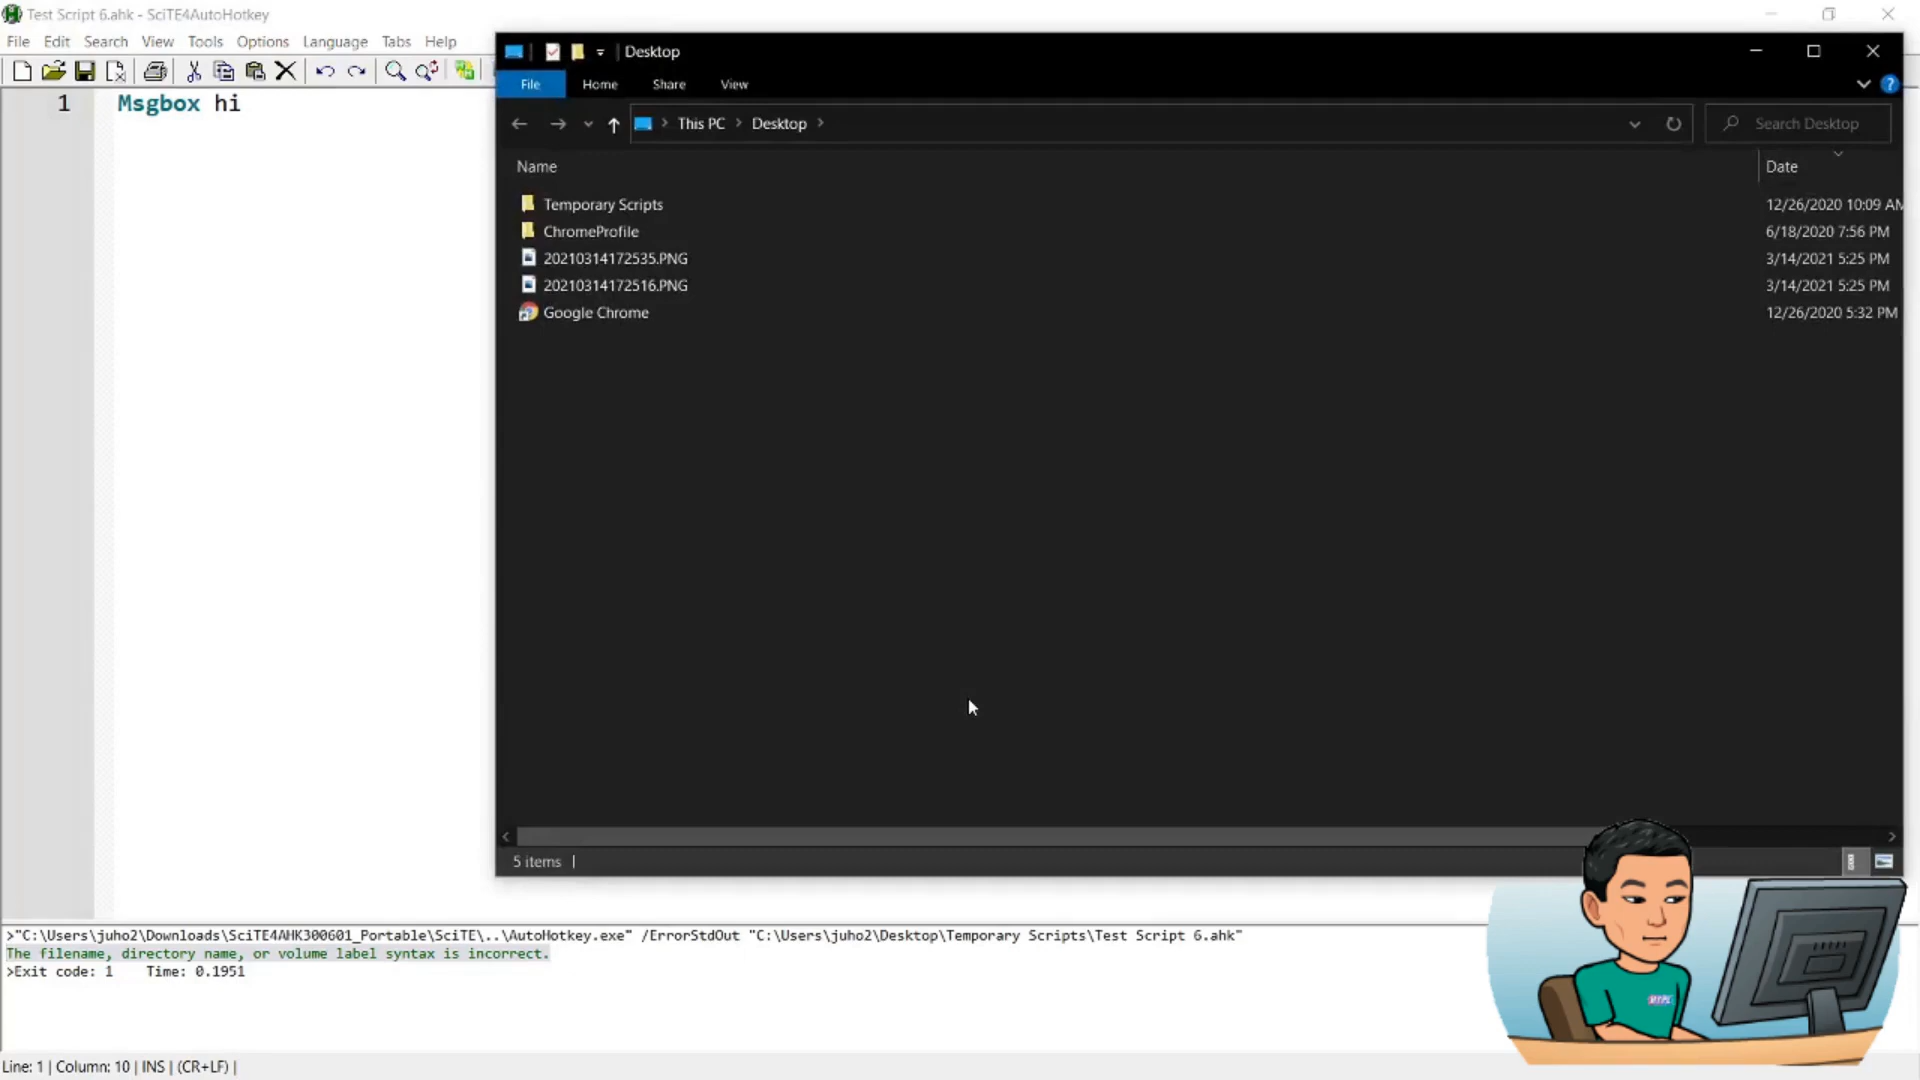 Test Script 6.ahk - SciTE4AutoHotkey
File Edit Search View Tools Options Language Tabs Help
1 Msgbox hi
Desktop
File Home Share View
This PC Desktop
Search Desktop
Name Date
Temporary Scripts 12/26/2020 10:09 AM
ChromeProfile 6/18/2020 7:56 PM
20210314172535.PNG 3/14/2021 5:25 PM
20210314172516.PNG 3/14/2021 5:25 PM
Google Chrome 12/26/2020 5:32 PM
5 items
>"C:\Users\juho2\Downloads\SciTE4AHK300601_Portable\SciTE\..\AutoHotkey.exe" /ErrorStdOut "C:\Users\juho2\Desktop\Temporary Scripts\Test Script 6.ahk"
The filename, directory name, or volume label syntax is incorrect.
>Exit code: 1 Time: 0.1951
Line: 1 | Column: 10 | INS | (CR+LF) |